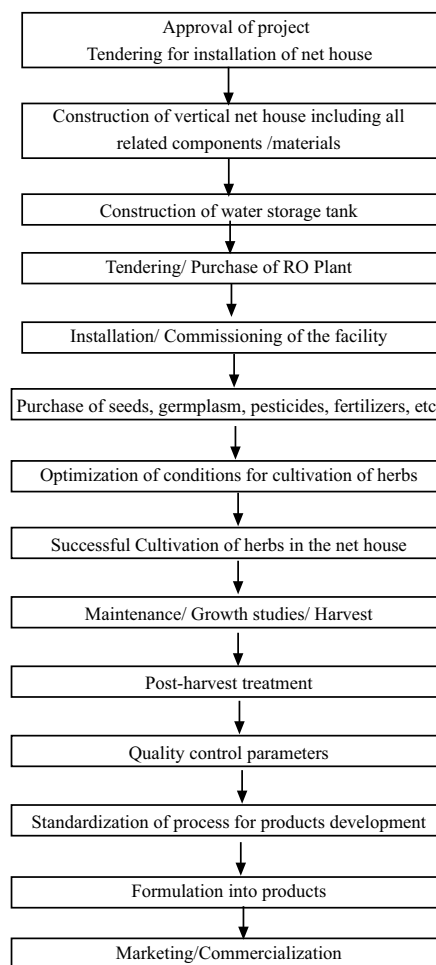 Approval of project
Tendering for installation of net house
Construction of vertical net house including all
related components /materials
Construction of water storage tank
Tendering/ Purchase of RO Plant
Installation/ Commissioning of the facility
Purchase of seeds, germplasm, pesticides, fertilizers, etc
Optimization of conditions for cultivation of herbs
Successful Cultivation of herbs in the net house
Maintenance/ Growth studies/ Harvest
Post-harvest treatment
Quality control parameters
Standardization of process for products development
Formulation into products
Marketing/Commercialization